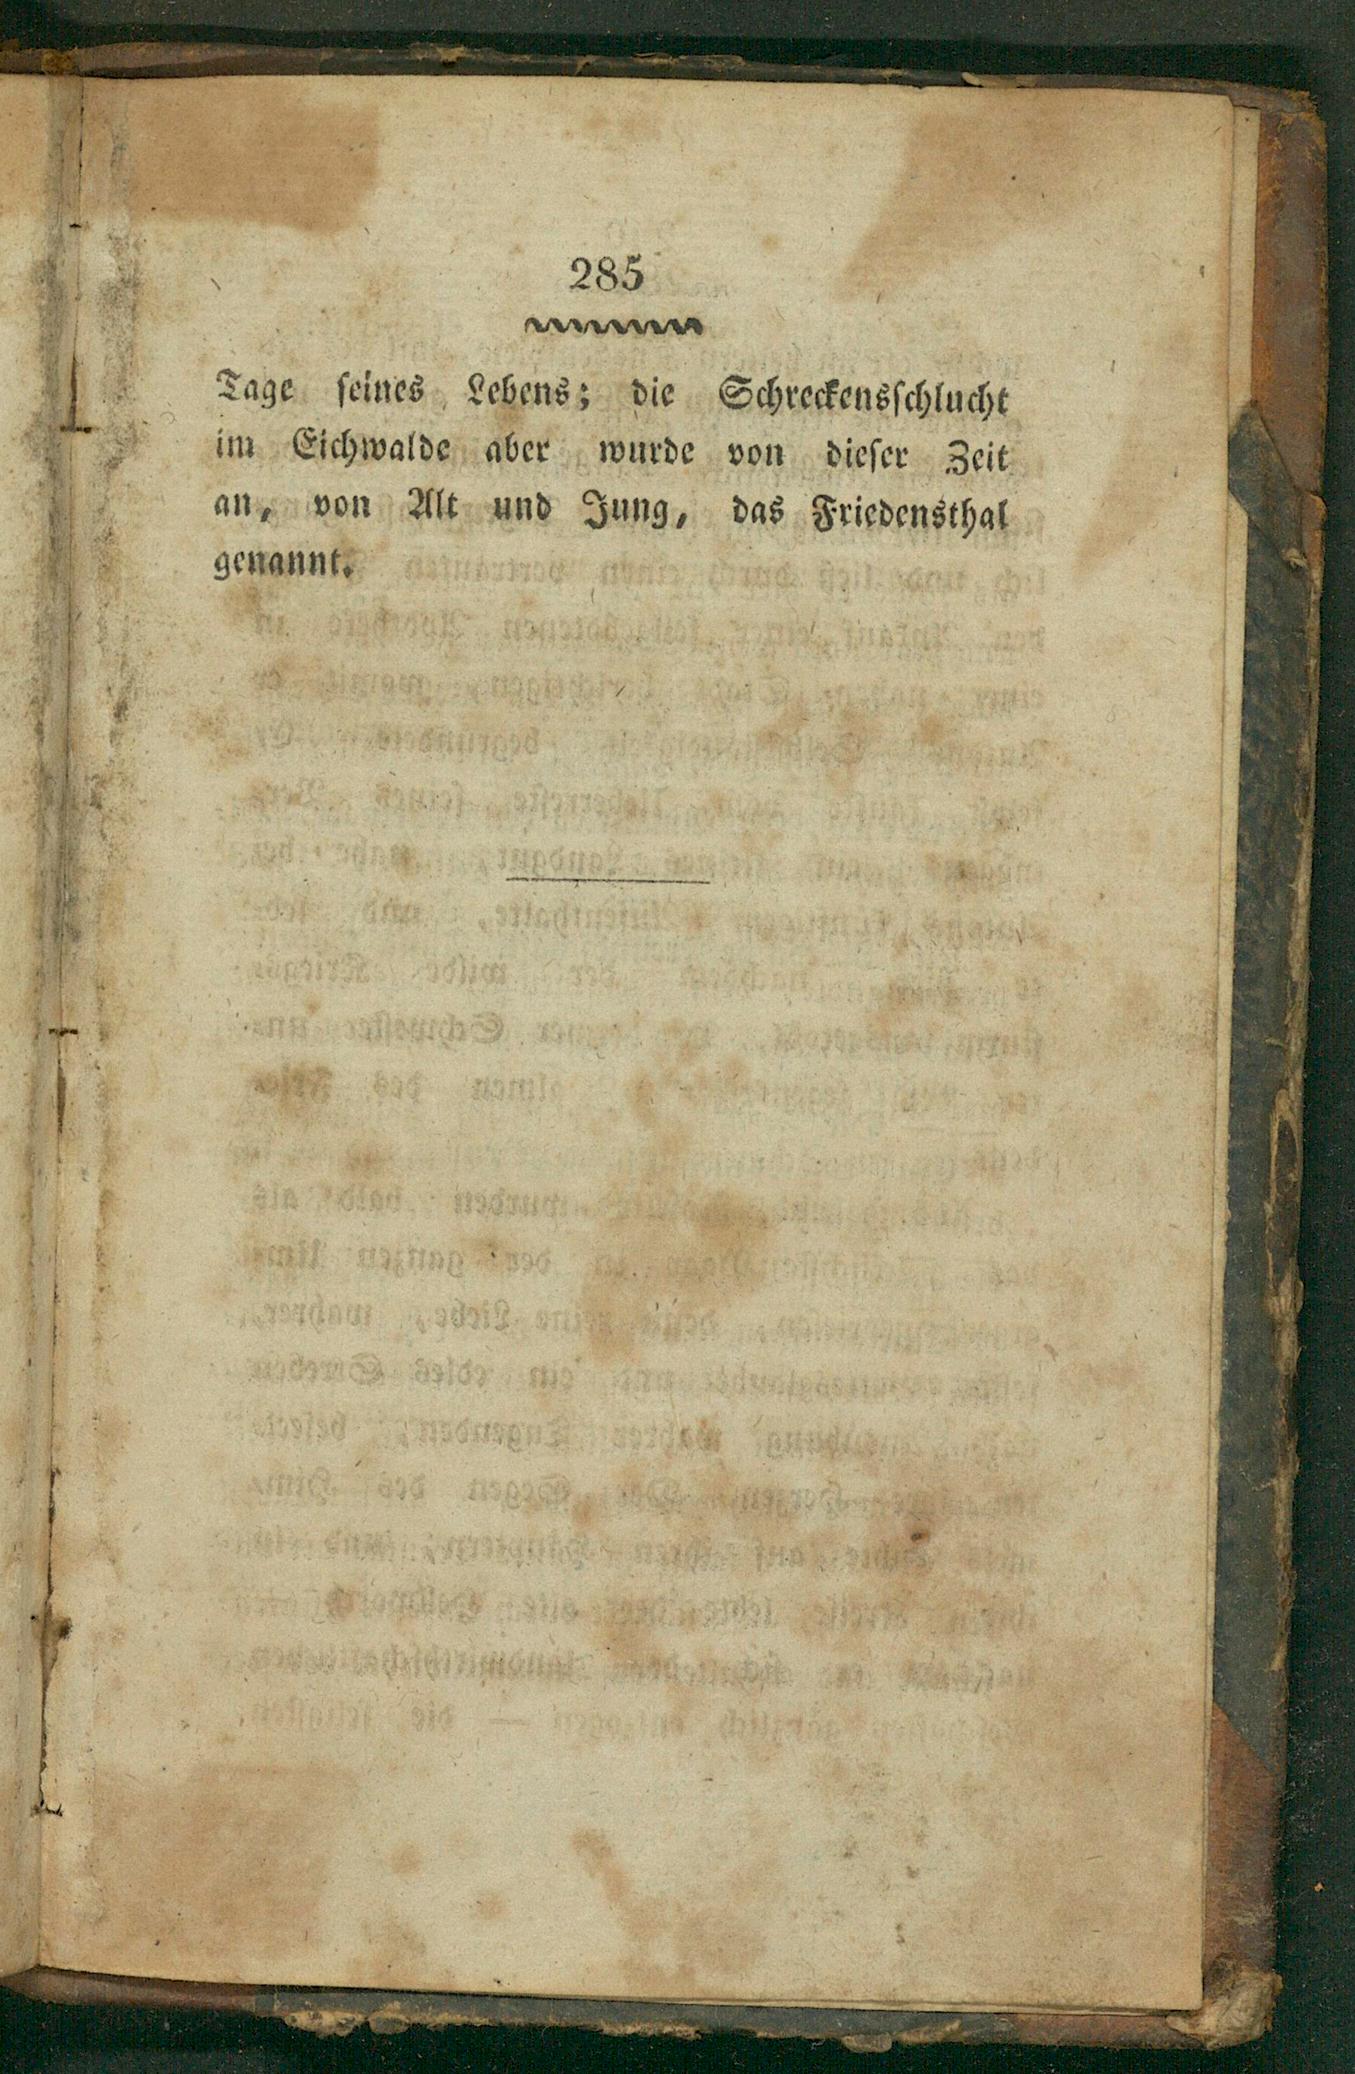 285
Tage seines Lebens; die Schreckensschlucht
im Eichwalde aber wurde von dieser Zeit
an, von Alt und Jung, das Friedensthal
genannt.